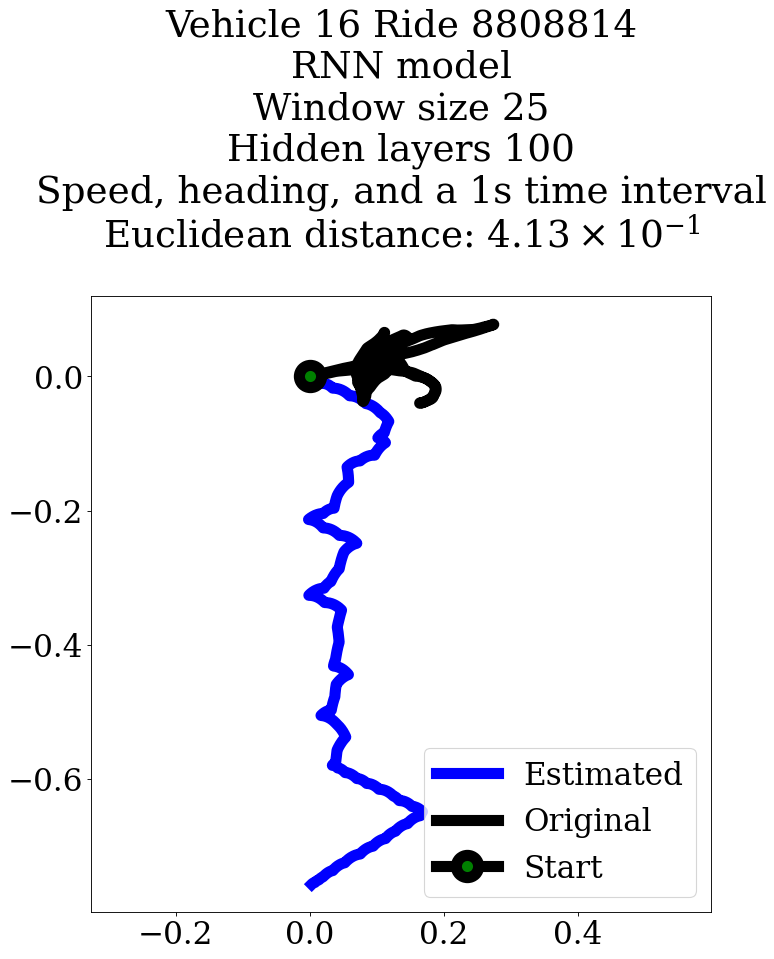 Vehicle 16 Ride 8808814
RNN model
Window size 25
Hidden layers 100
Speed, heading, and a 1s time interval
Euclidean distance: 4.13 × 10⁻¹
0.0
−0.2
−0.4
−0.6
−0.2
0.0
0.2
0.4
Estimated
Original
Start